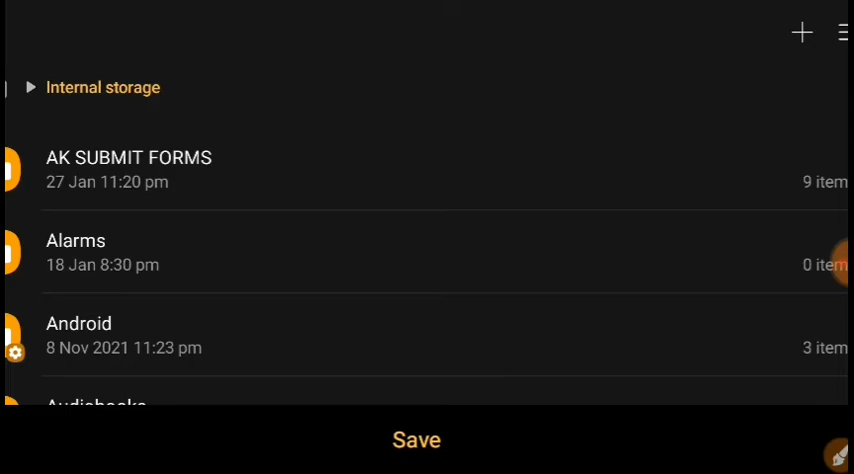 Internal storage
AK SUBMIT FORMS
27 Jan 11:20 pm
9 item
Alarms
18 Jan 8:30 pm
0 item
Android
8 Nov 2021 11:23 pm
3 item
Audiobooks
Save